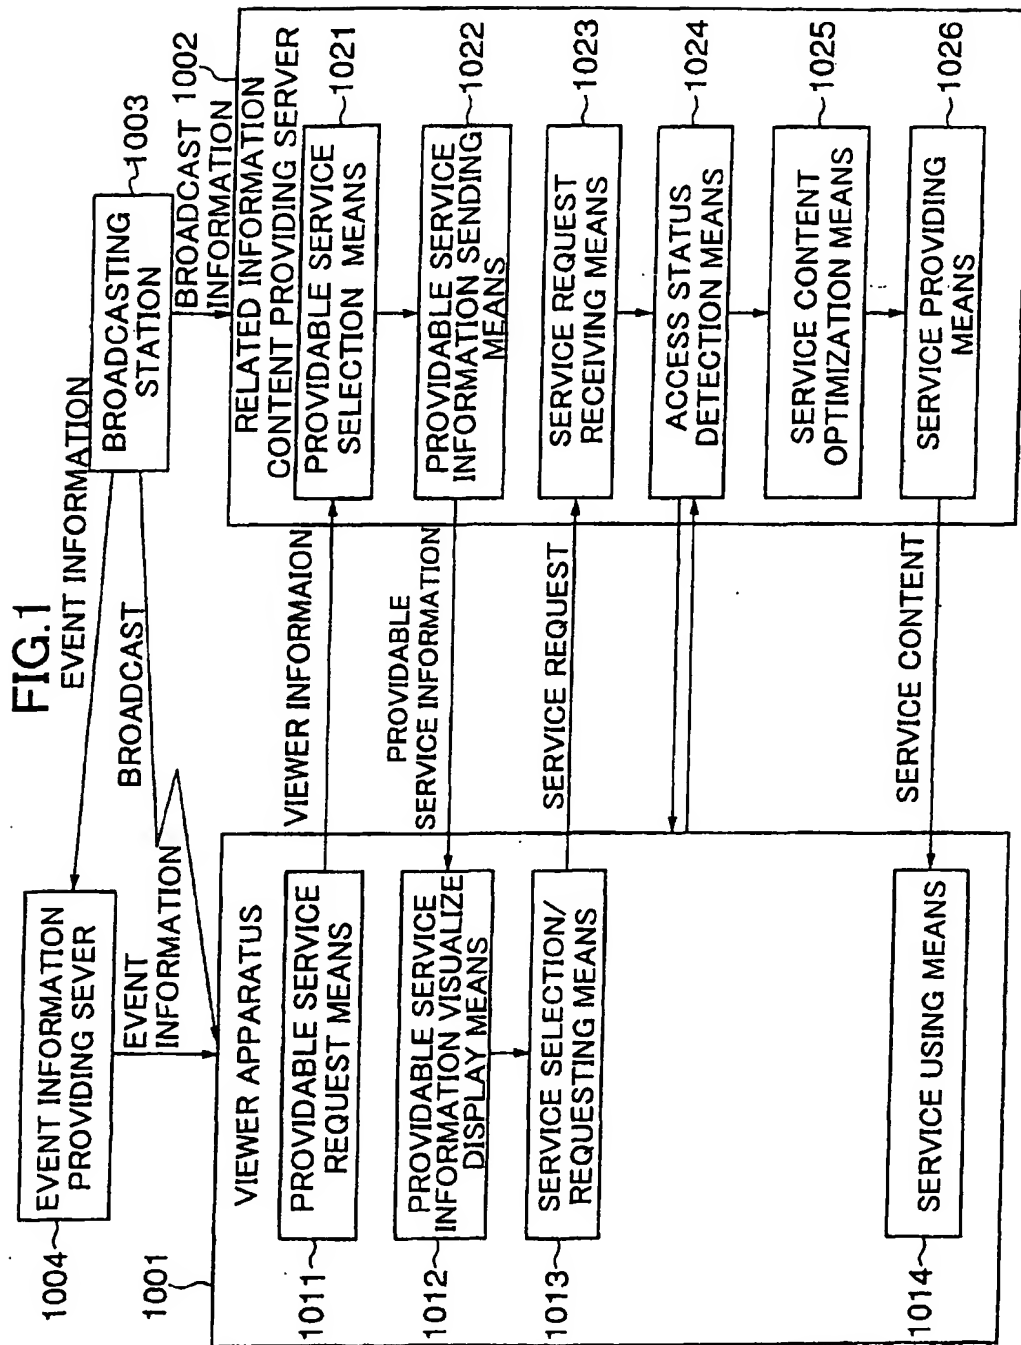 FIG.1
EVENT INFORMATION
PROVIDING SEVER
1004
EVENT
INFORMATION
EVENT INFORMATION
BROADCAST
BROADCASTING
STATION
1003
BROADCAST
INFORMATION
1001
VIEWER APPARATUS
PROVIDABLE SERVICE
REQUEST MEANS
1011
PROVIDABLE SERVICE
INFORMATION VISUALIZE
DISPLAY MEANS
1012
SERVICE SELECTION/
REQUESTING MEANS
1013
SERVICE USING MEANS
1014
VIEWER INFORMAION
PROVIDABLE
SERVICE INFORMATION
SERVICE REQUEST
SERVICE CONTENT
1002
RELATED INFORMATION
CONTENT PROVIDING SERVER
PROVIDABLE SERVICE
SELECTION MEANS
1021
PROVIDABLE SERVICE
INFORMATION SENDING
MEANS
1022
SERVICE REQUEST
RECEIVING MEANS
1023
ACCESS STATUS
DETECTION MEANS
1024
SERVICE CONTENT
OPTIMIZATION MEANS
1025
SERVICE PROVIDING
MEANS
1026